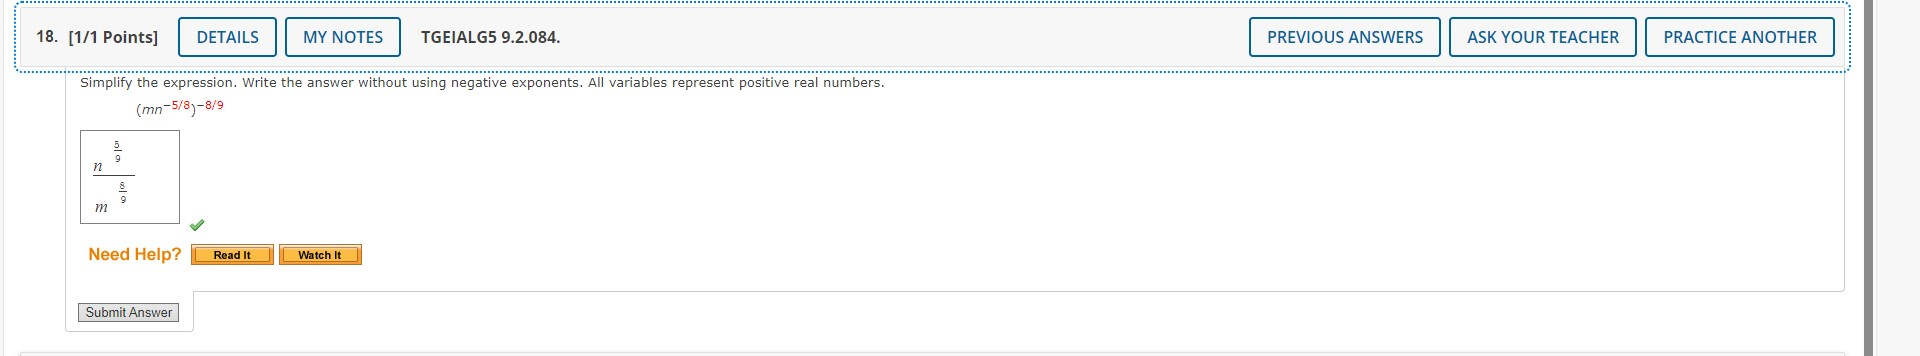 18. [1/1 Points] DETAILS MY NOTES TGEIALG5 9.2.084. PREVIOUS ANSWERS ASK YOUR TEACHER PRACTICE ANOTHER
Simplify the expression. Write the answer without using negative exponents. All variables represent positive real numbers.
(mn−5/8)−8/9
5
9
n
8
9
m
Need Help? Read It Watch It
Submit Answer